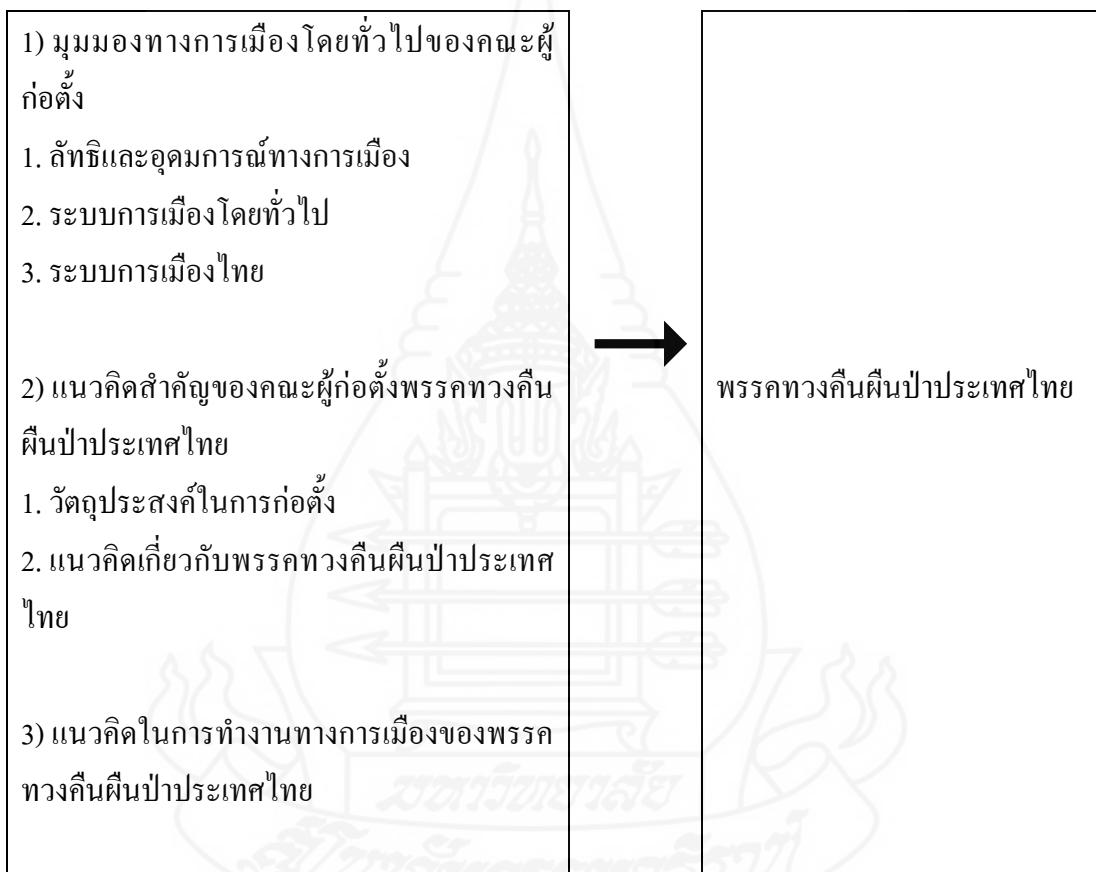 1) มุมมองทางการเมืองโดยทั่วไปของคณะผู้
ก่อตั้ง
1. ลัทธิและอุดมการณ์ทางการเมือง
2. ระบบการเมืองโดยทั่วไป
3. ระบบการเมืองไทย
2) แนวคิดสำคัญของคณะผู้ก่อตั้งพรรคทวงคืน
ผืนป่าประเทศไทย
1. วัตถุประสงค์ในการก่อตั้ง
2. แนวคิดเกี่ยวกับพรรคทวงคืนผืนป่าประเทศ
ไทย
3) แนวคิดในการทำงานทางการเมืองของพรรค
ทวงคืนผืนป่าประเทศไทย
พรรคทวงคืนผืนป่าประเทศไทย
มหาวิทยาลัย